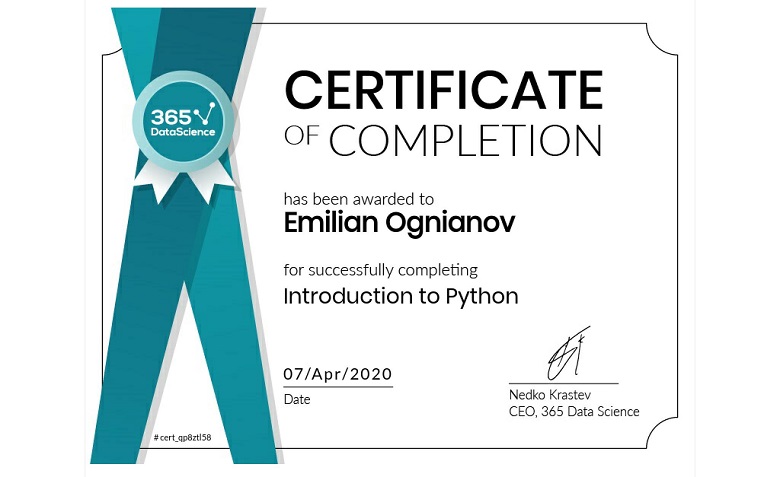 365
DataScience
CERTIFICATE
OF COMPLETION
has been awarded to
Emilian Ognianov
for successfully completing
Introduction to Python
07/Apr/2020
Date
Nedko Krastev
CEO, 365 Data Science
# cert_qp8ztl58